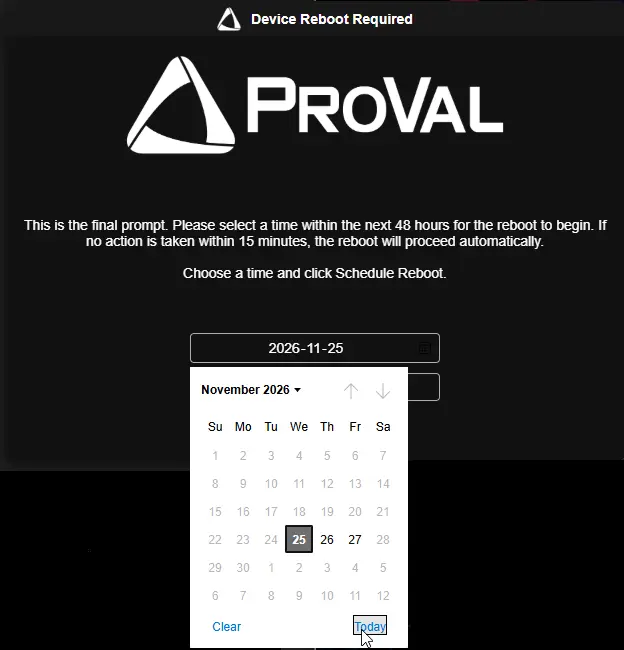 Device Reboot Required
PROVAL
This is the final prompt. Please select a time within the next 48 hours for the reboot to begin. If
no action is taken within 15 minutes, the reboot will proceed automatically.
Choose a time and click Schedule Reboot.
2026-11-25
November 2026
Su Mo Tu We Th Fr Sa
1 2 3 4 5 6 7
8 9 10 11 12 13 14
15 16 17 18 19 20 21
22 23 24 25 26 27 28
29 30 1 2 3 4 5
6 7 8 9 10 11 12
Clear Today